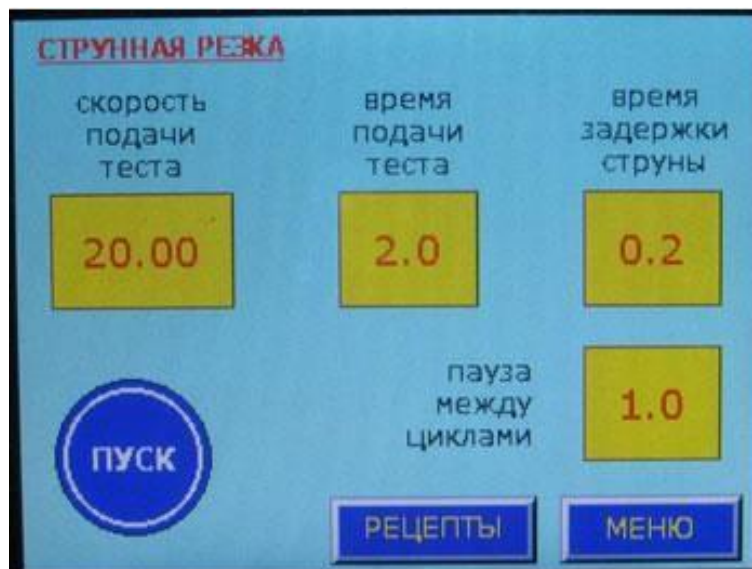 СТРУННАЯ РЕЗКА
скорость
подачи
теста
время
подачи
теста
время
задержки
струны
20.00
2.0
0.2
пауза
между
циклами
1.0
ПУСК
РЕЦЕПТЫ
МЕНЮ